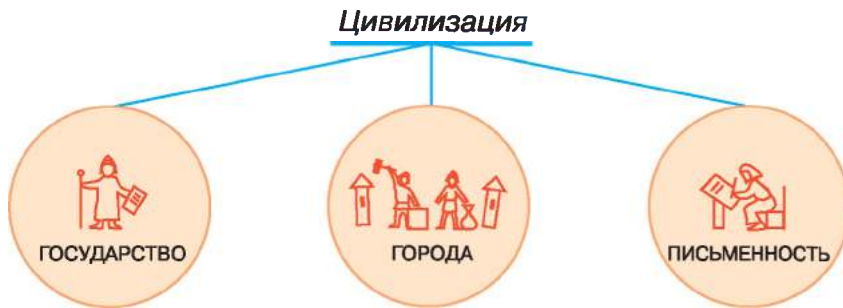 Цивилизация
ГОСУДАРСТВО
ГОРОДА
ПИСЬМЕННОСТЬ